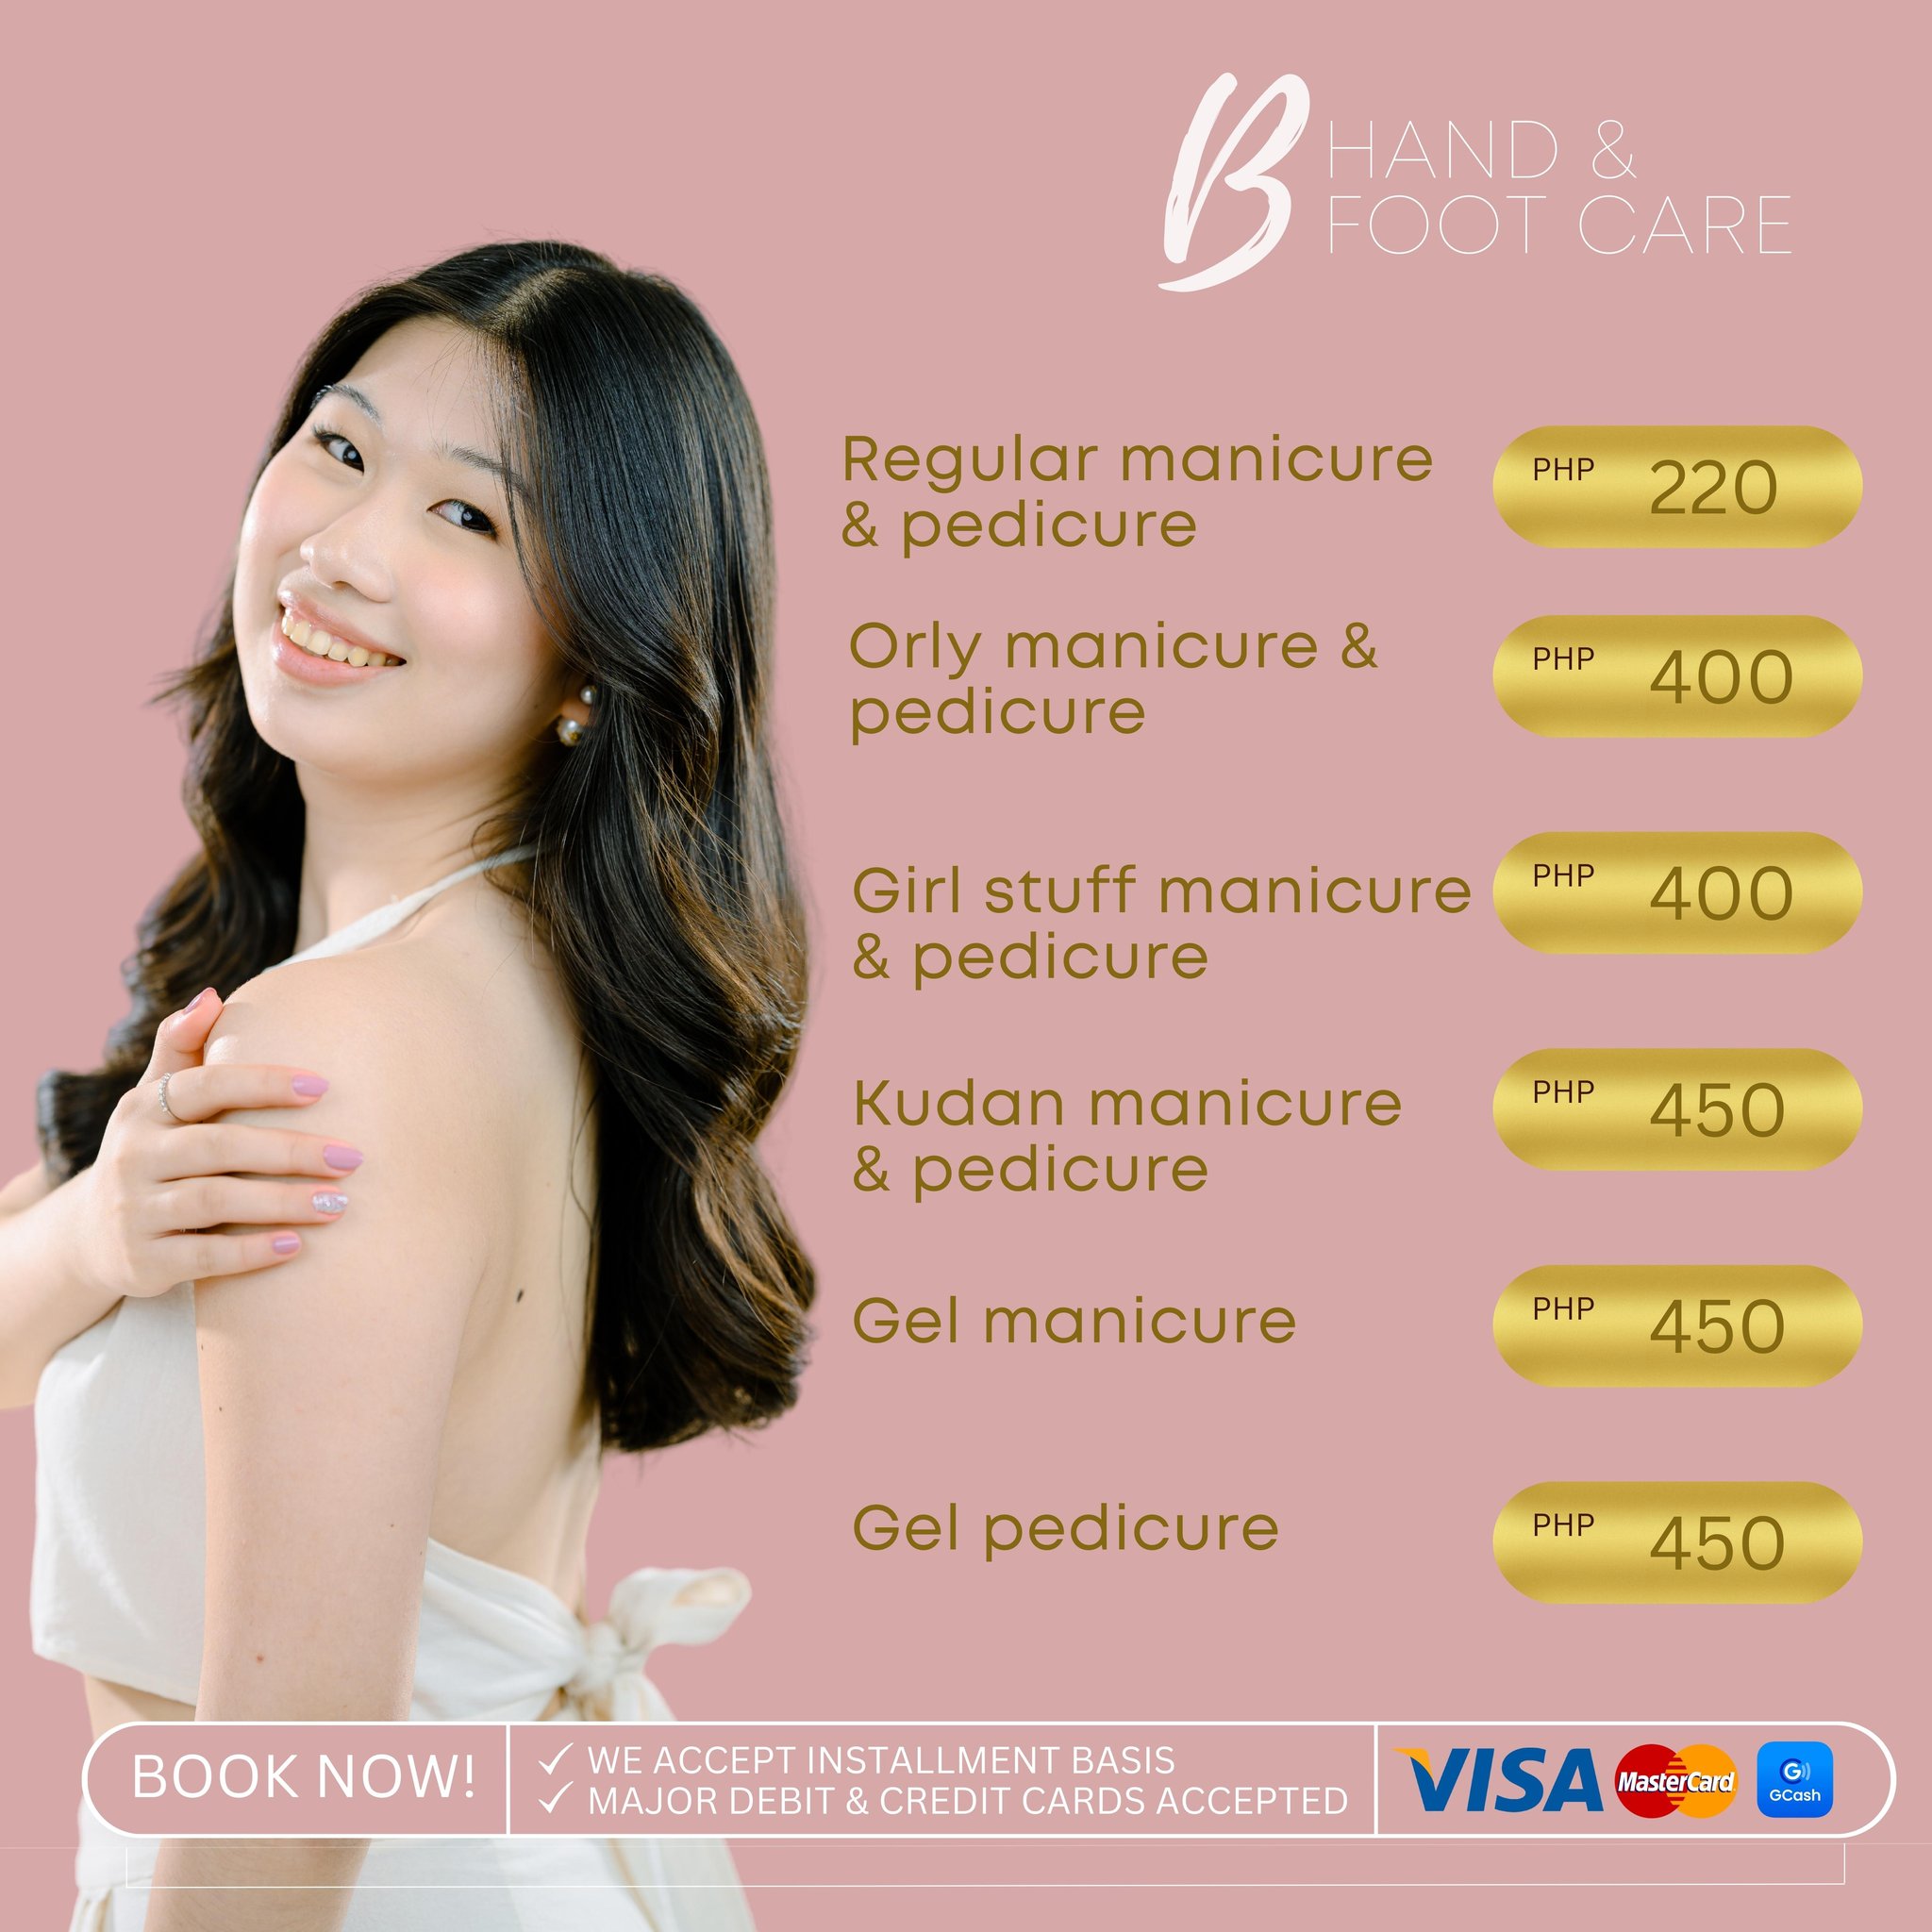 B HAND &
FOOT CARE
Regular manicure
& pedicure
PHP 220
Orly manicure &
pedicure
PHP 400
Girl stuff manicure
& pedicure
PHP 400
Kudan manicure
& pedicure
PHP 450
Gel manicure
PHP 450
Gel pedicure
PHP 450
BOOK NOW!
WE ACCEPT INSTALLMENT BASIS
MAJOR DEBIT & CREDIT CARDS ACCEPTED
VISA
MasterCard
G
GCash